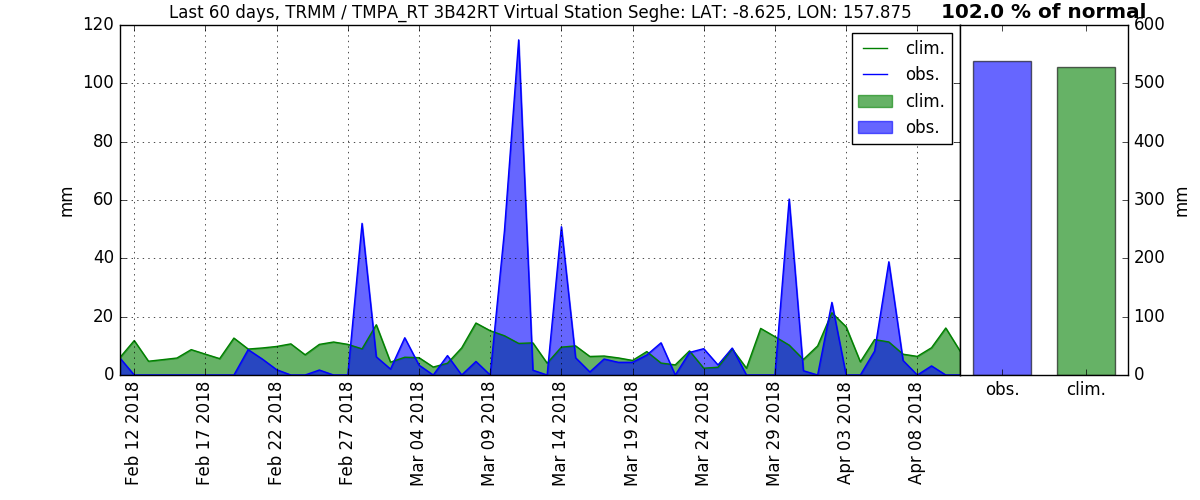 Last 60 days, TRMM / TMPA_RT 3B42RT Virtual Station Seghe: LAT: -8.625, LON: 157.875
102.0 % of normal
120
100
80
60
40
20
0
mm
clim.
obs.
clim.
obs.
Feb 12 2018
Feb 17 2018
Feb 22 2018
Feb 27 2018
Mar 04 2018
Mar 09 2018
Mar 14 2018
Mar 19 2018
Mar 24 2018
Mar 29 2018
Apr 03 2018
Apr 08 2018
600
500
400
300
200
100
0
mm
obs.
clim.